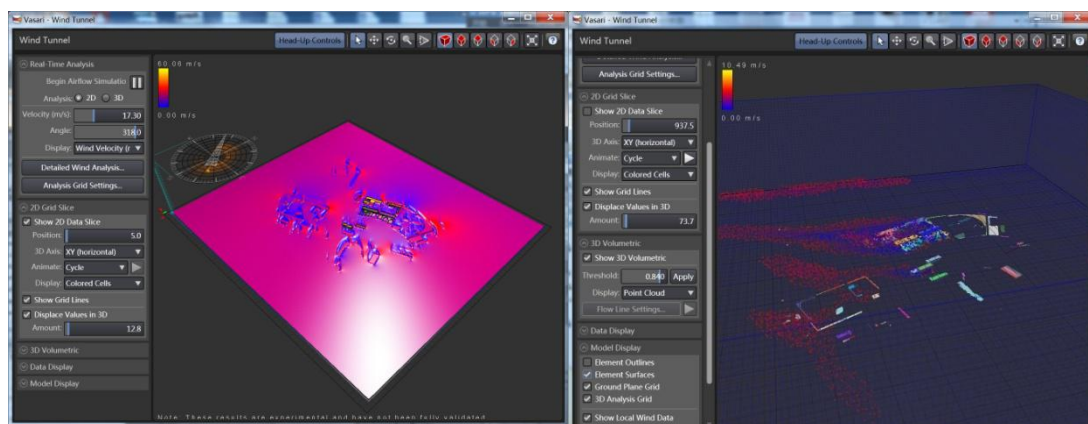 Vasari - Wind Tunnel
Wind Tunnel
Head-Up Controls
Real-Time Analysis
Begin Airflow Simulatio
Analysis: 2D 3D
Velocity (m/s): 17.30
Angle: 318.0
Display: Wind Velocity (r
Detailed Wind Analysis...
Analysis Grid Settings...
2D Grid Slice
Show 2D Data Slice
Position: 5.0
3D Axis: XY (horizontal)
Animate: Cycle
Display: Colored Cells
Show Grid Lines
Displace Values in 3D
Amount: 12.8
3D Volumetric
Data Display
Model Display
60.06 m/s
0.00 m/s
Note: These results are experimental and have not been fully validated
Vasari - Wind Tunnel
Wind Tunnel
Head-Up Controls
Analysis Grid Settings...
2D Grid Slice
Show 2D Data Slice
Position: 937.5
3D Axis: XY (horizontal)
Animate: Cycle
Display: Colored Cells
Show Grid Lines
Displace Values in 3D
Amount: 73.7
3D Volumetric
Show 3D Volumetric
Threshold: 0.840 Apply
Display: Point Cloud
Flow Line Settings...
Data Display
Model Display
Element Outlines
Element Surfaces
Ground Plane Grid
3D Analysis Grid
Show Local Wind Data
10.49 m/s
0.00 m/s